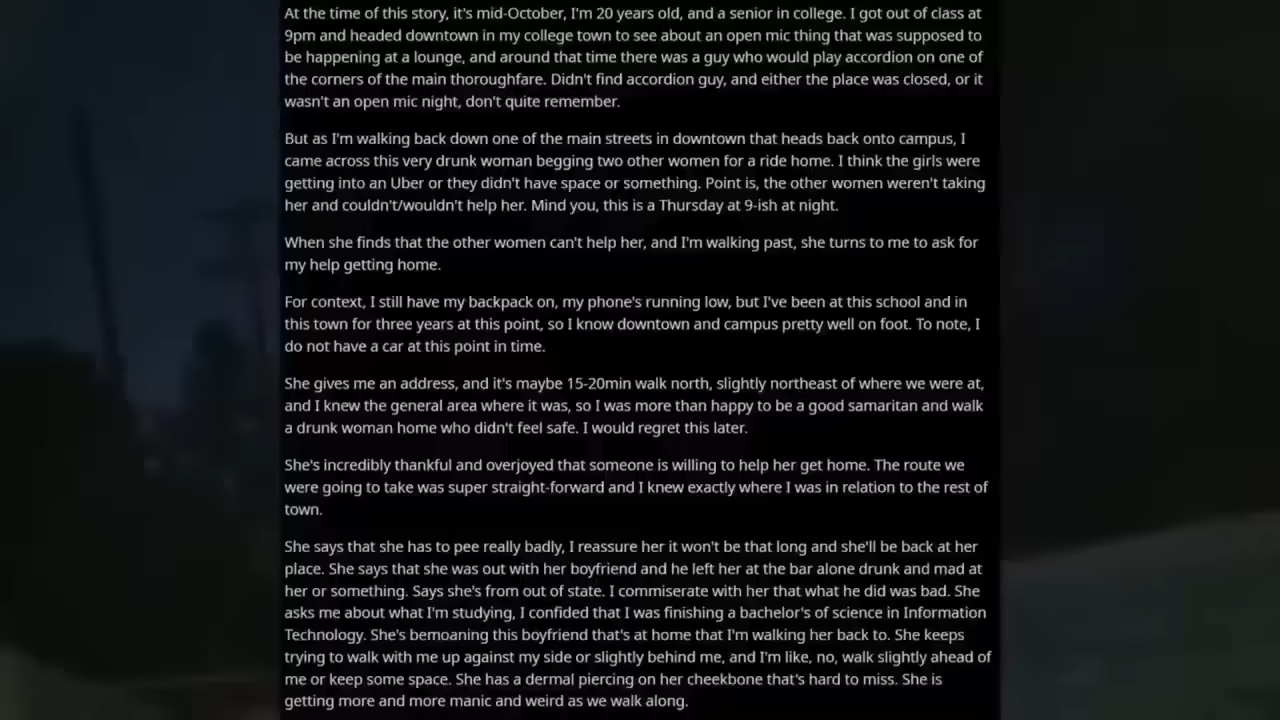 At the time of this story, it's mid-October, I'm 20 years old, and a senior in college. I got out of class at
9pm and headed downtown in my college town to see about an open mic thing that was supposed to
be happening at a lounge, and around that time there was a guy who would play accordion on one of
the corners of the main thoroughfare. Didn't find accordion guy, and either the place was closed, or it
wasn't an open mic night, don't quite remember.
But as I'm walking back down one of the main streets in downtown that heads back onto campus, I
came across this very drunk woman begging two other women for a ride home. I think the girls were
getting into an Uber or they didn't have space or something. Point is, the other women weren't taking
her and couldn't/wouldn't help her. Mind you, this is a Thursday at 9-ish at night.
When she finds that the other women can't help her, and I'm walking past, she turns to me to ask for
my help getting home.
For context, I still have my backpack on, my phone's running low, but I've been at this school and in
this town for three years at this point, so I know downtown and campus pretty well on foot. To note, I
do not have a car at this point in time.
She gives me an address, and it's maybe 15-20min walk north, slightly northeast of where we were at,
and I knew the general area where it was, so I was more than happy to be a good samaritan and walk
a drunk woman home who didn't feel safe. I would regret this later.
She's incredibly thankful and overjoyed that someone is willing to help her get home. The route we
were going to take was super straight-forward and I knew exactly where I was in relation to the rest of
town.
She says that she has to pee really badly, I reassure her it won't be that long and she'll be back at her
place. She says that she was out with her boyfriend and he left her at the bar alone drunk and mad at
her or something. Says she's from out of state. I commiserate with her that what he did was bad. She
asks me about what I'm studying, I confided that I was finishing a bachelor's of science in Information
Technology. She's bemoaning this boyfriend that's at home that I'm walking her back to. She keeps
trying to walk with me up against my side or slightly behind me, and I'm like, no, walk slightly ahead of
me or keep some space. She has a dermal piercing on her cheekbone that's hard to miss. She is
getting more and more manic and weird as we walk along.